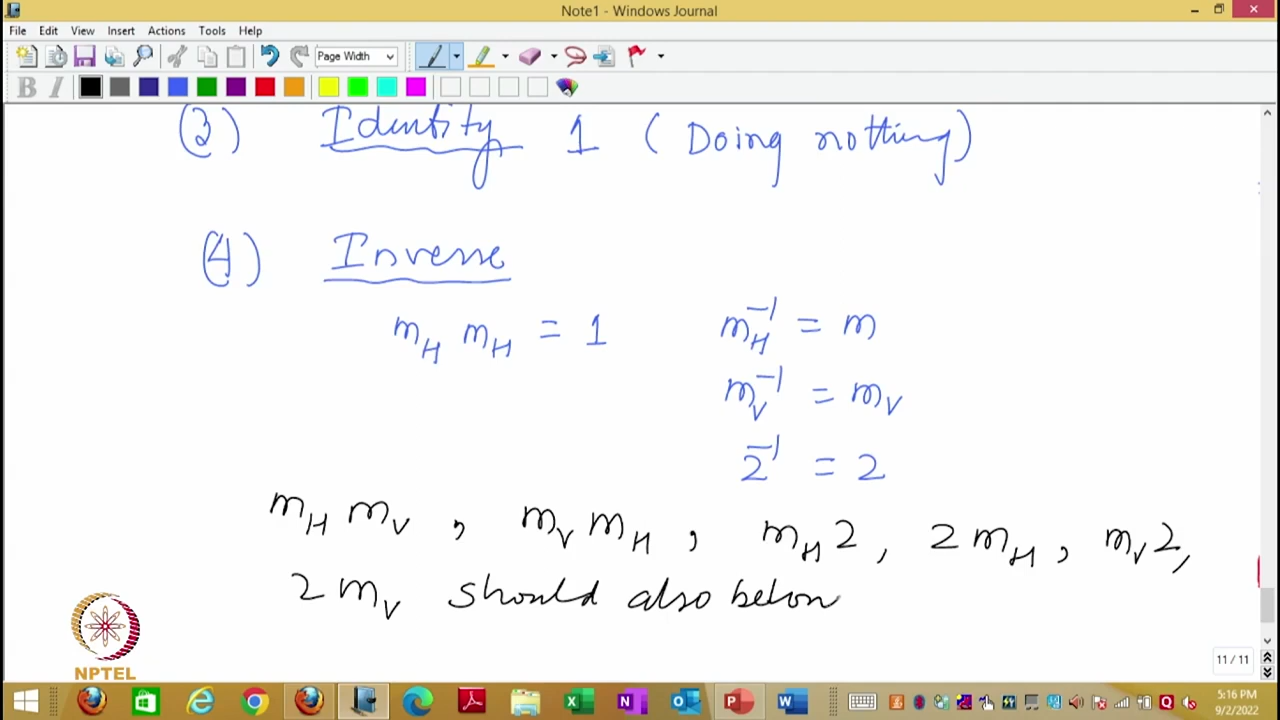 Note1 - Windows Journal
File Edit View Insert Actions Tools Help
Page Width
B I
(3) Identity 1 (Doing nothing)
(4) Inverse
m_H m_H = 1
m_H^-1 = m
m_V^-1 = m_V
2^-1 = 2
m_H m_V , m_V m_H , m_H 2 , 2 m_H , m_V 2,
2 m_V should also belon
NPTEL
11 / 11
5:16 PM
9/2/2022